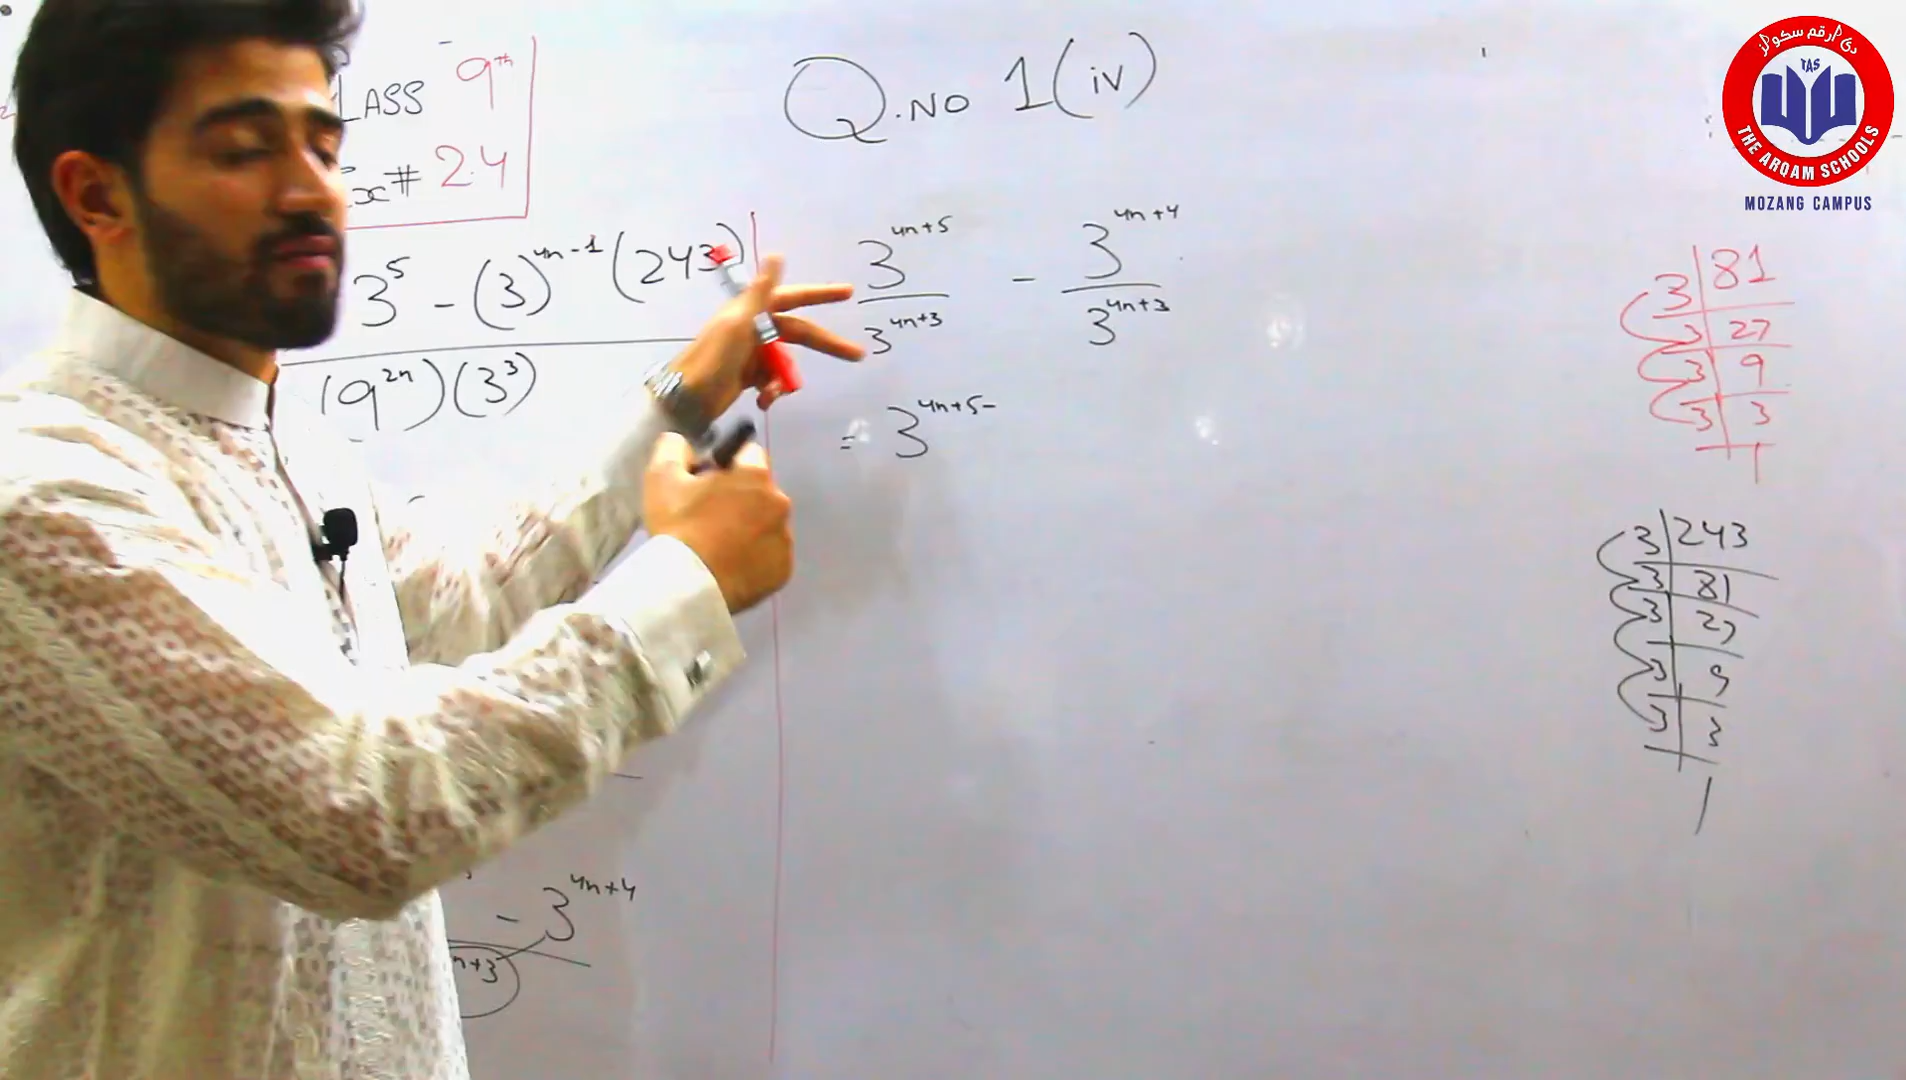 LASS 9th
Ex# 2.4
Q.NO 1(iv)
3^5 - (3)^{4n-1} (243)
(9^{2n})(3^3)
3^{4n+5} - 3^{4n+4}
3^{4n+3} 3^{4n+3}
= 3^{4n+5-}
- 3^{4n+4}
n+3
3 81
3 27
3 9
3 3
1
3 243
3 81
3 27
3 9
3 3
1
دی ارقم سکولز
TAS
THE ARQAM SCHOOLS
MOZANG CAMPUS